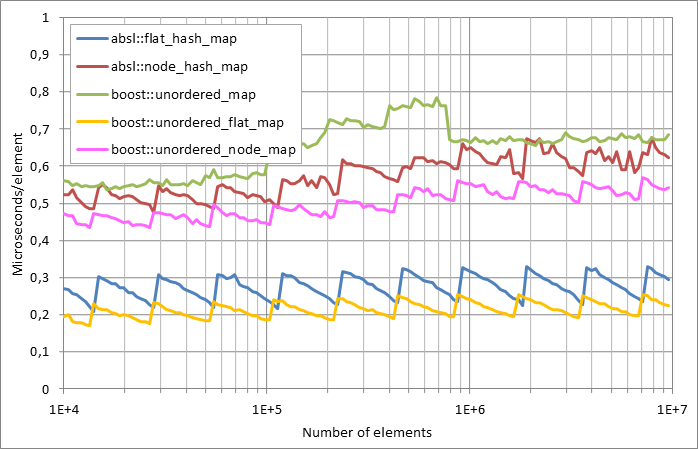 1
0,9
0,8
0,7
0,6
0,5
0,4
0,3
0,2
0,1
0
Microseconds/element
absl::flat_hash_map
absl::node_hash_map
boost::unordered_map
boost::unordered_flat_map
boost::unordered_node_map
1E+4
1E+5
1E+6
1E+7
Number of elements